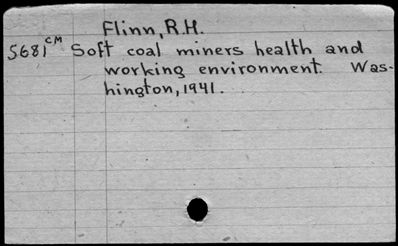 Flinn, R.H.
S681 CM Soft coal miners health and
working environment. Was-
hington, 1941.